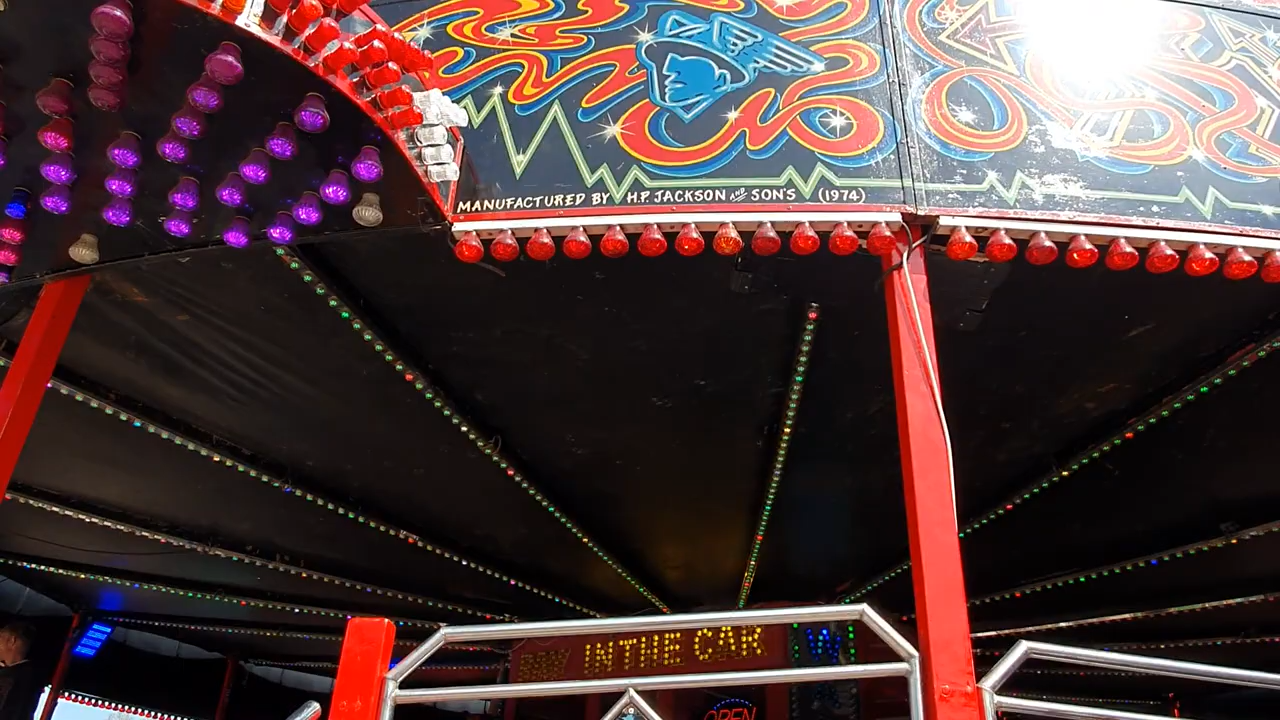 MANUFACTURED BY H.P. JACKSON AND SON'S (1974)
IN THE CAR
W
OPEN